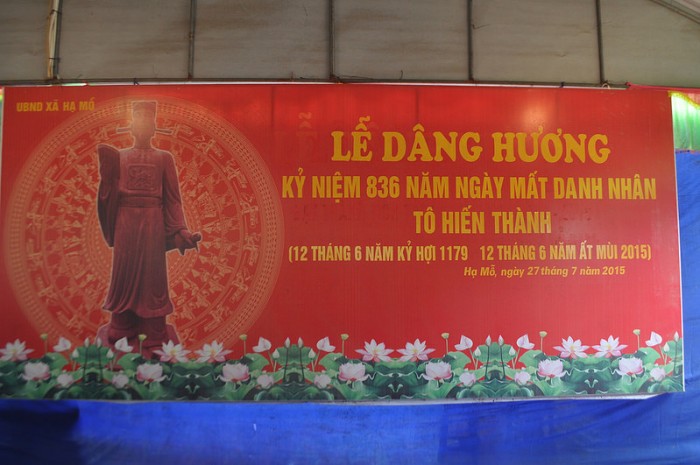 UBND XÃ HẠ MỖ
LỄ DÂNG HƯƠNG
KỶ NIỆM 836 NĂM NGÀY MẤT DANH NHÂN
TÔ HIẾN THÀNH
(12 THÁNG 6 NĂM KỶ HỢI 1179 12 THÁNG 6 NĂM ẤT MÙI 2015)
Hạ Mỗ, ngày 27 tháng 7 năm 2015